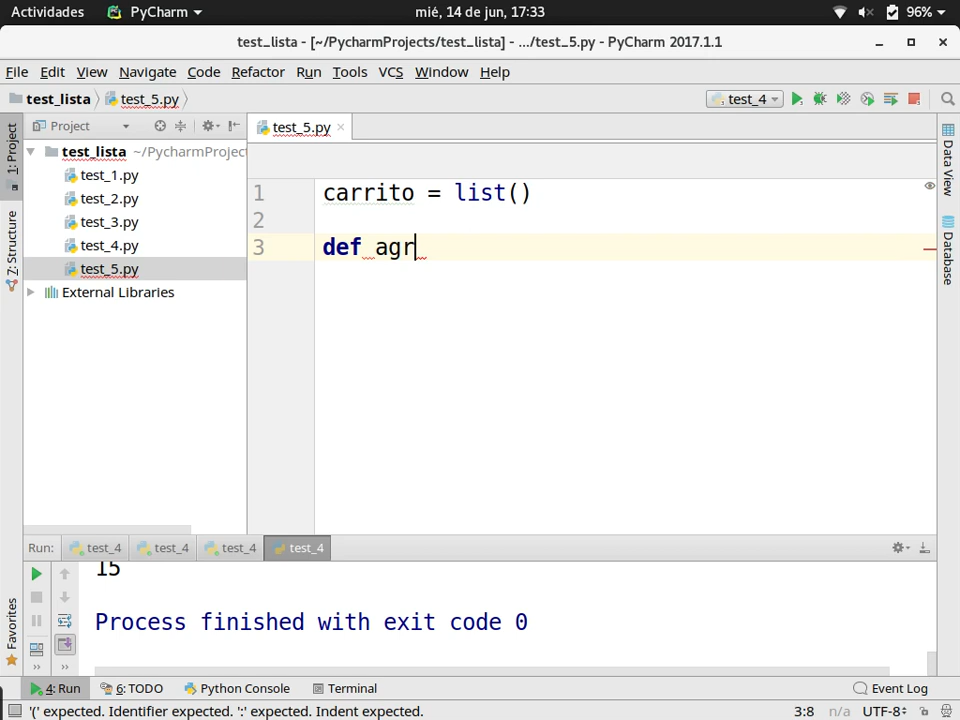 Actividades PyCharm mié, 14 de jun, 17:33 96%
test_lista - [~/PycharmProjects/test_lista] - .../test_5.py - PyCharm 2017.1.1
File Edit View Navigate Code Refactor Run Tools VCS Window Help
test_lista test_5.py test_4
Project test_5.py
test_lista ~/PycharmProjec
test_1.py
test_2.py
test_3.py
test_4.py
test_5.py
External Libraries
1 carrito = list()
2
3 def agr
1: Project
7: Structure
Favorites
Data View
Database
Run: test_4 test_4 test_4 test_4
15
Process finished with exit code 0
4: Run 6: TODO Python Console Terminal Event Log
'(' expected. Identifier expected. ':' expected. Indent expected. 3:8 n/a UTF-8